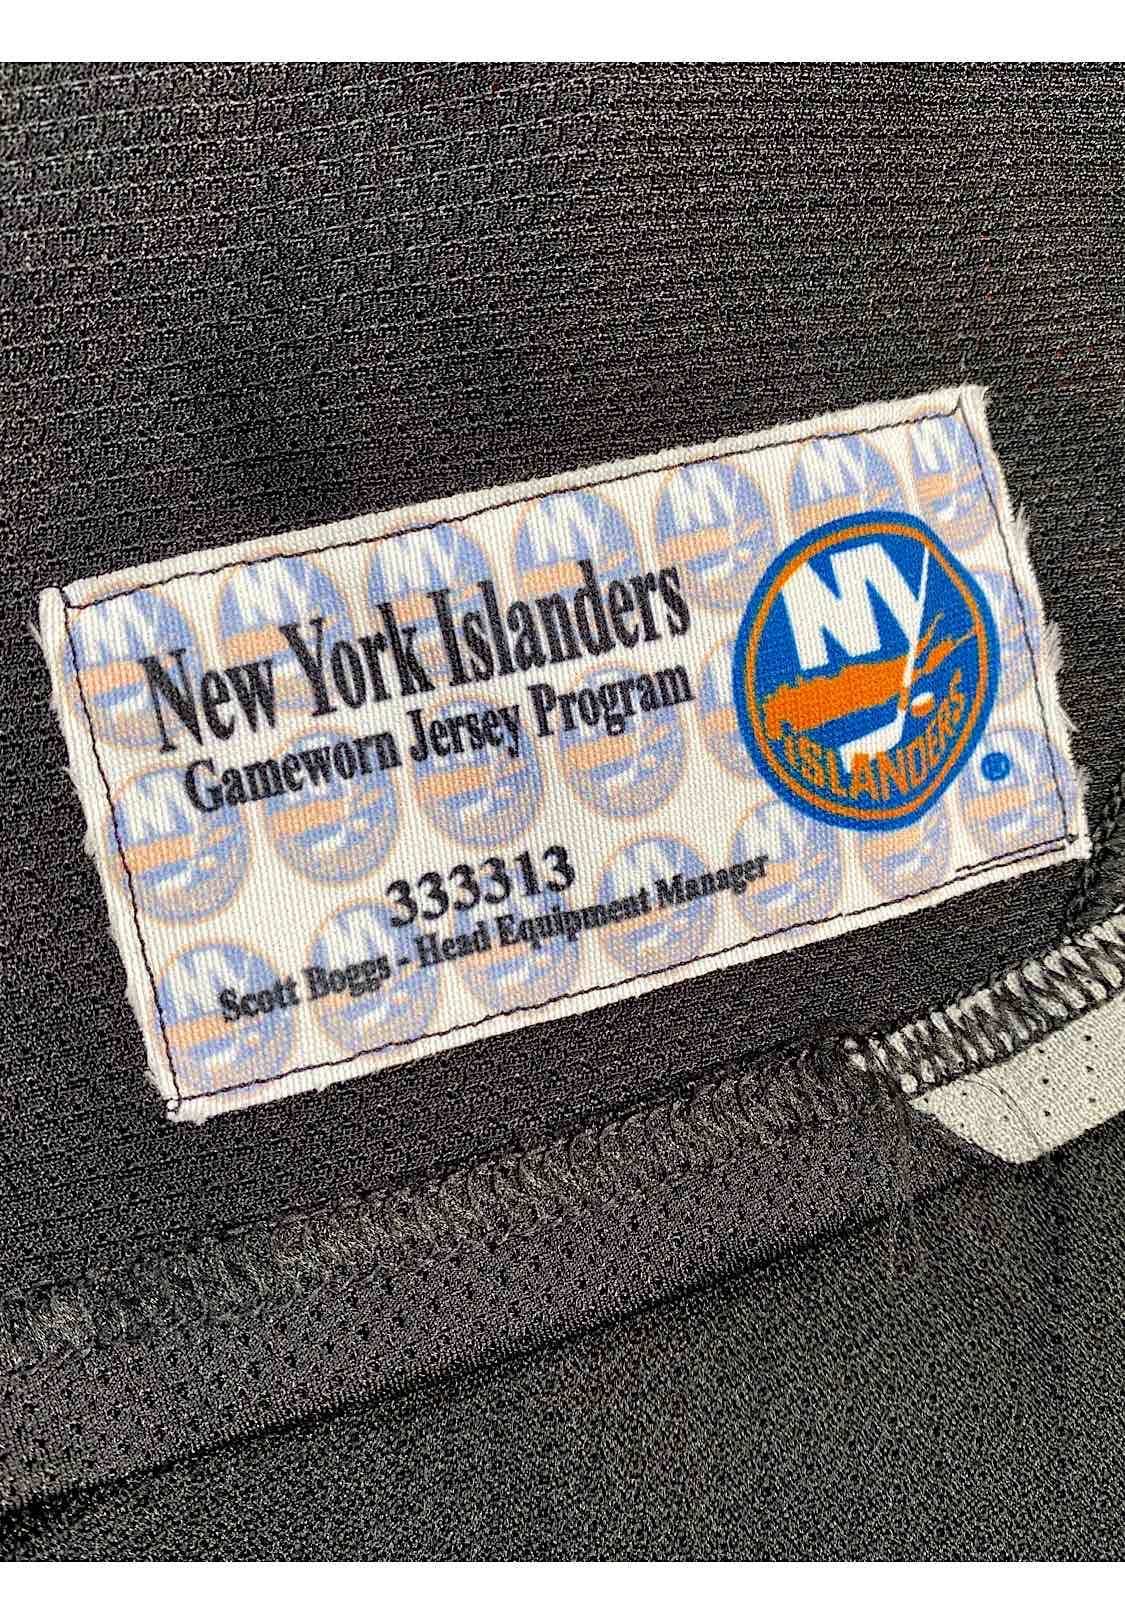 New York Islanders
Gameworn Jersey Program
333313
Scott Boggs - Head Equipment Manager
NY
ISLANDERS
®